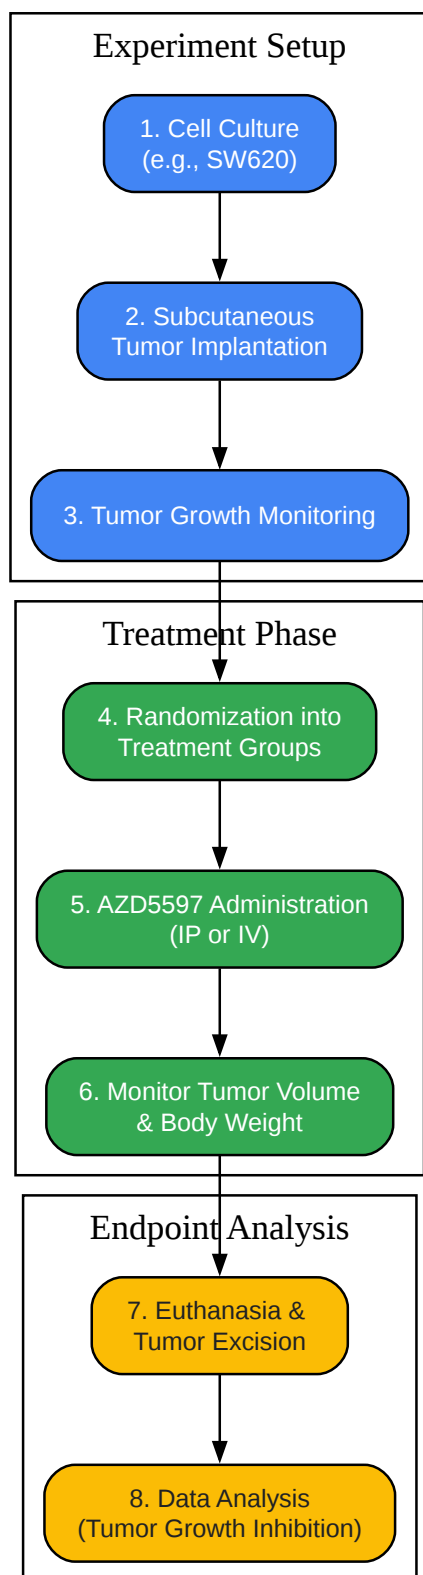 Experiment Setup
1. Cell Culture
(e.g., SW620)
2. Subcutaneous
Tumor Implantation
3. Tumor Growth Monitoring
Treatment Phase
4. Randomization into
Treatment Groups
5. AZD5597 Administration
(IP or IV)
6. Monitor Tumor Volume
& Body Weight
Endpoint Analysis
7. Euthanasia &
Tumor Excision
8. Data Analysis
(Tumor Growth Inhibition)